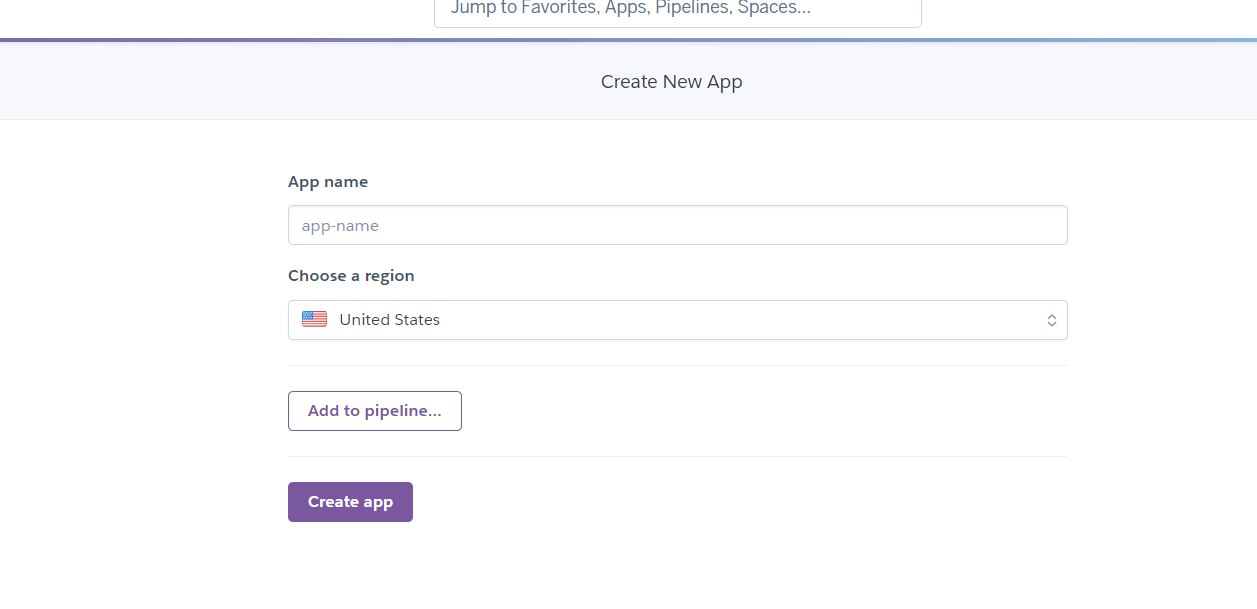 Jump to Favorites, Apps, Pipelines, Spaces...
Create New App
App name
app-name
Choose a region
United States
Add to pipeline...
Create app